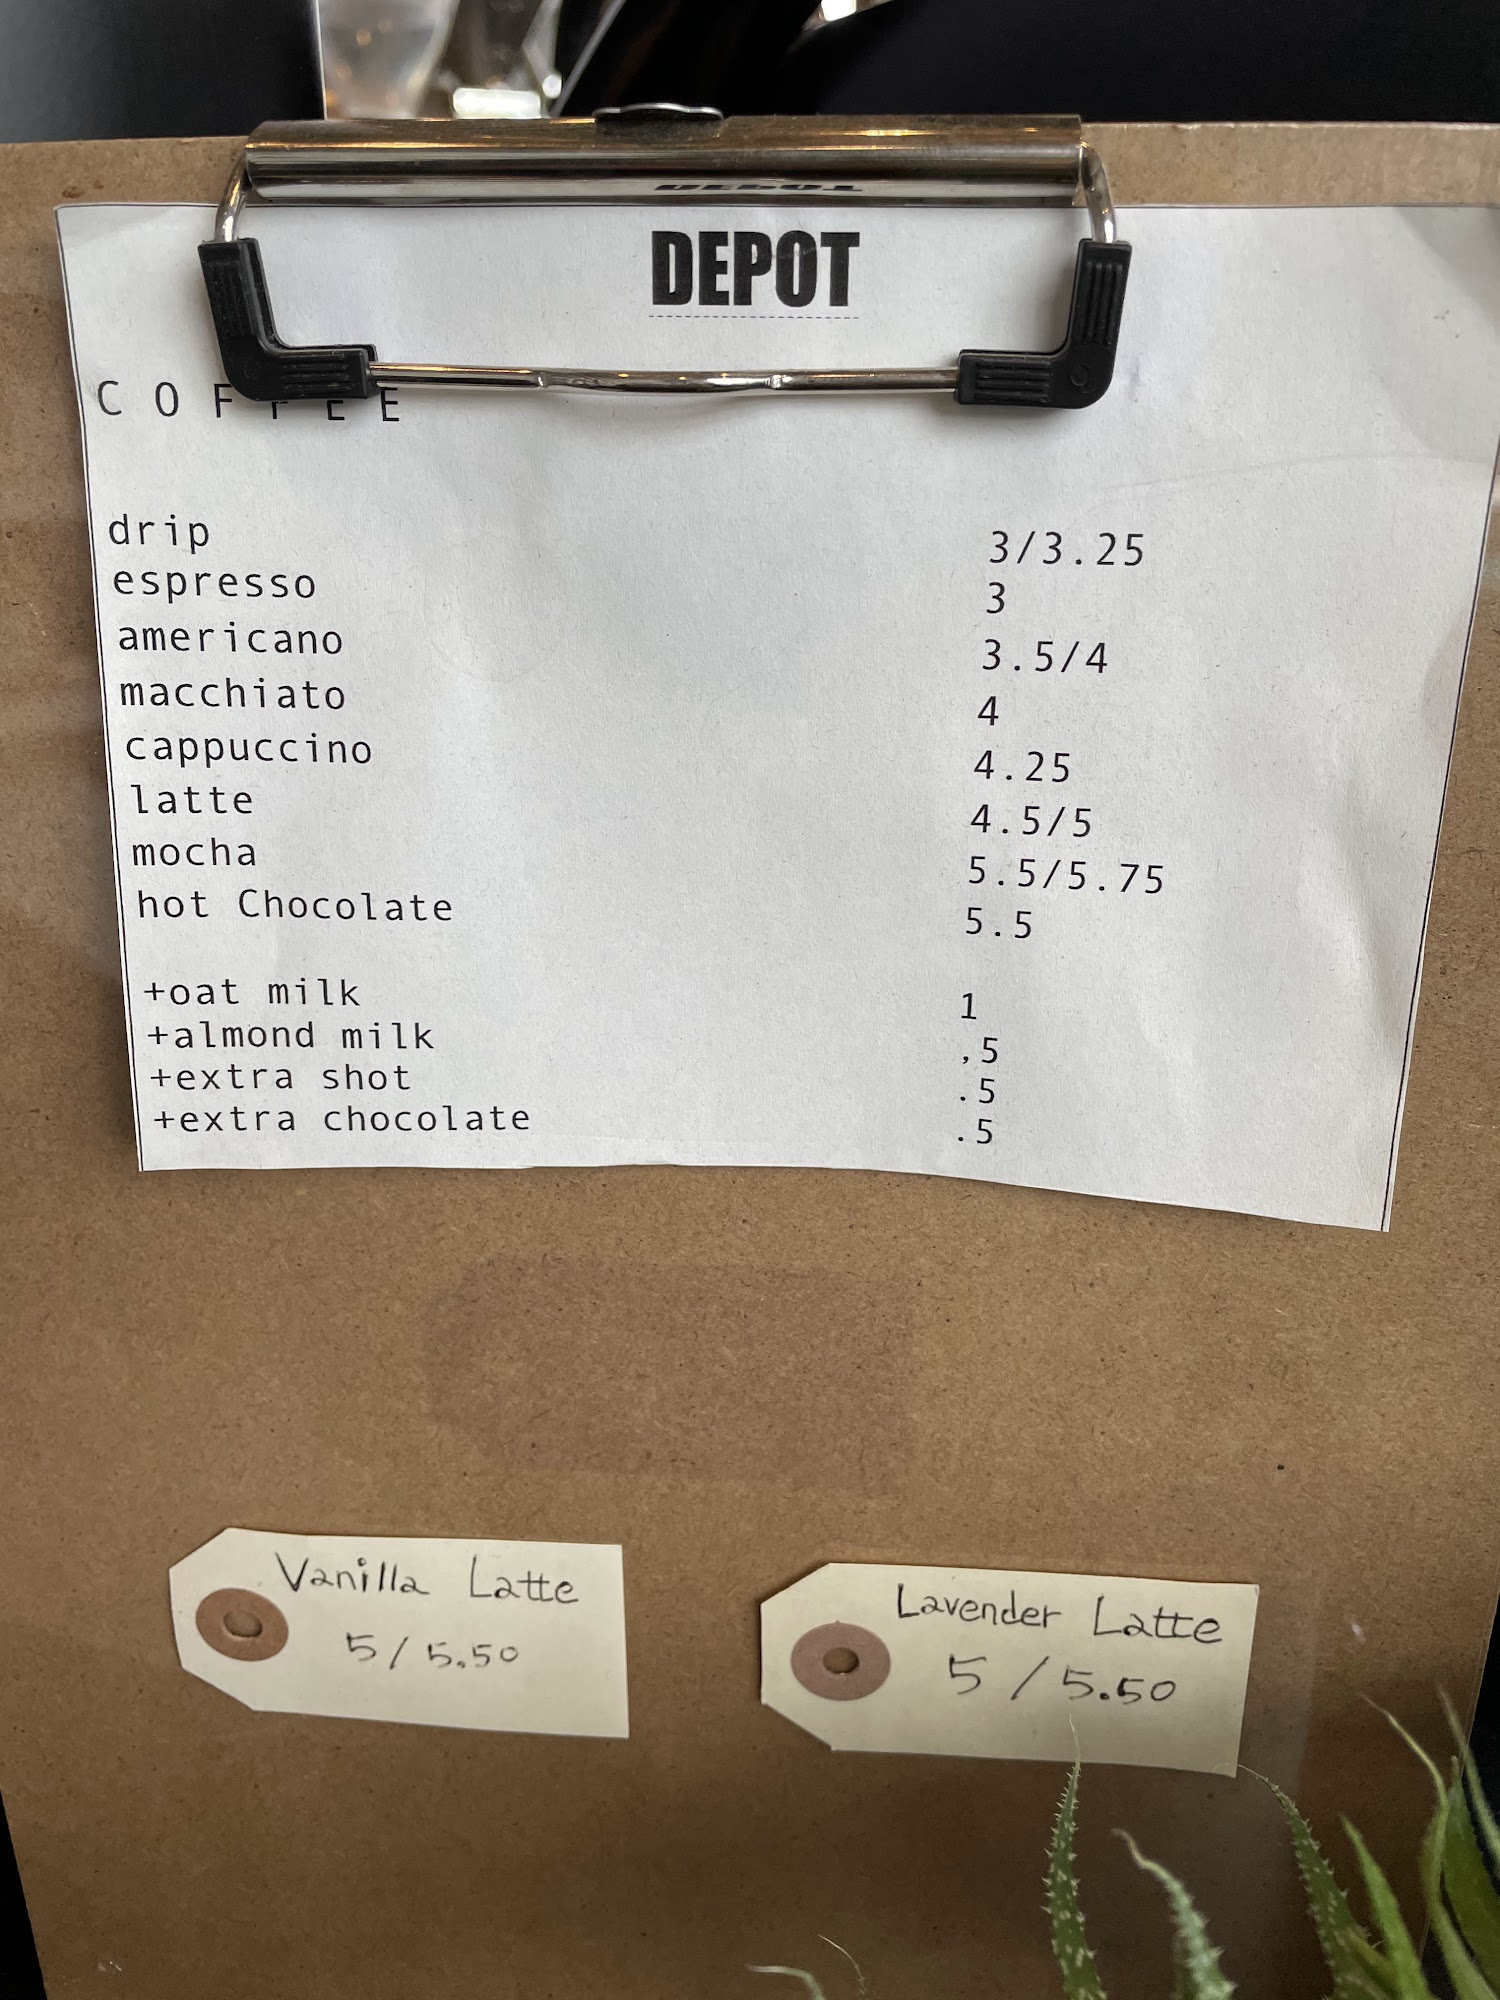 DEPOT
COFFEE
drip 3/3.25
espresso 3
americano 3.5/4
macchiato 4
cappuccino 4.25
latte 4.5/5
mocha 5.5/5.75
hot Chocolate 5.5
+oat milk 1
+almond milk ,5
+extra shot .5
+extra chocolate .5
Vanilla Latte
5/5.50
Lavender Latte
5/5.50